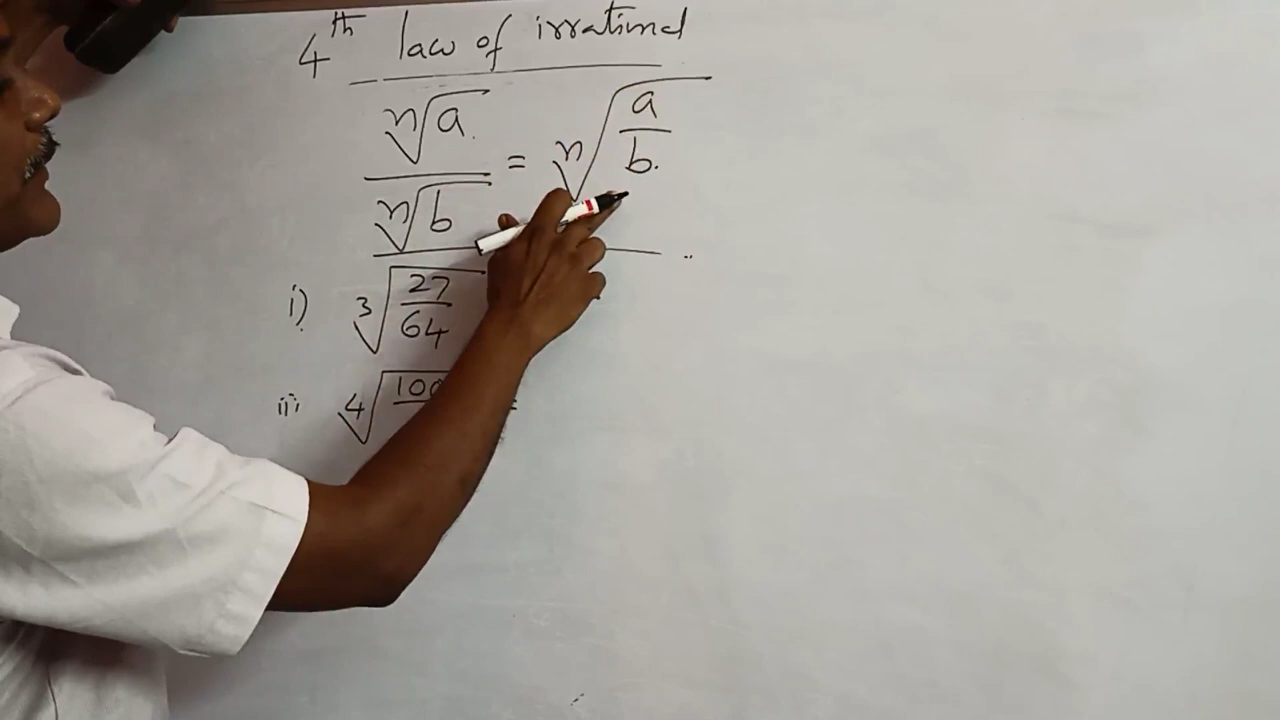 4th law of irrational
ⁿ√a / ⁿ√b = ⁿ√(a/b).
i) ³√(27/64)
ii) ⁴√ =